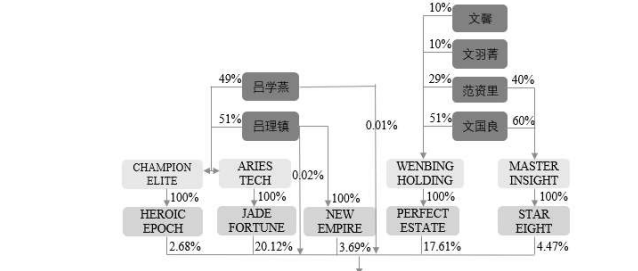 10%
文馨
10%
文羽菁
49%
吕学燕
29%
范资里
40%
51%
吕理镇
0.01%
51%
文国良
60%
CHAMPION
ELITE
ARIES
TECH
0.02%
WENBING
HOLDING
MASTER
INSIGHT
100%
100%
100%
100%
100%
HEROIC
EPOCH
JADE
FORTUNE
NEW
EMPIRE
PERFECT
ESTATE
STAR
EIGHT
2.68%
20.12%
3.69%
17.61%
4.47%